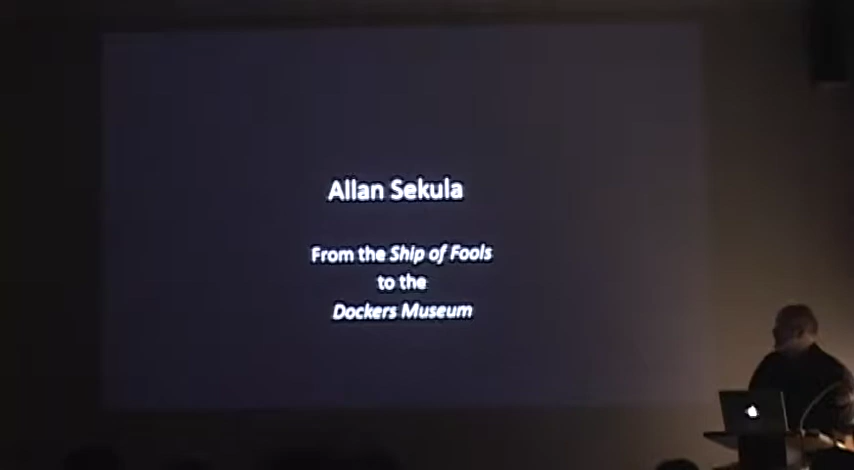 Allan Sekula
From the Ship of Fools
to the
Dockers Museum